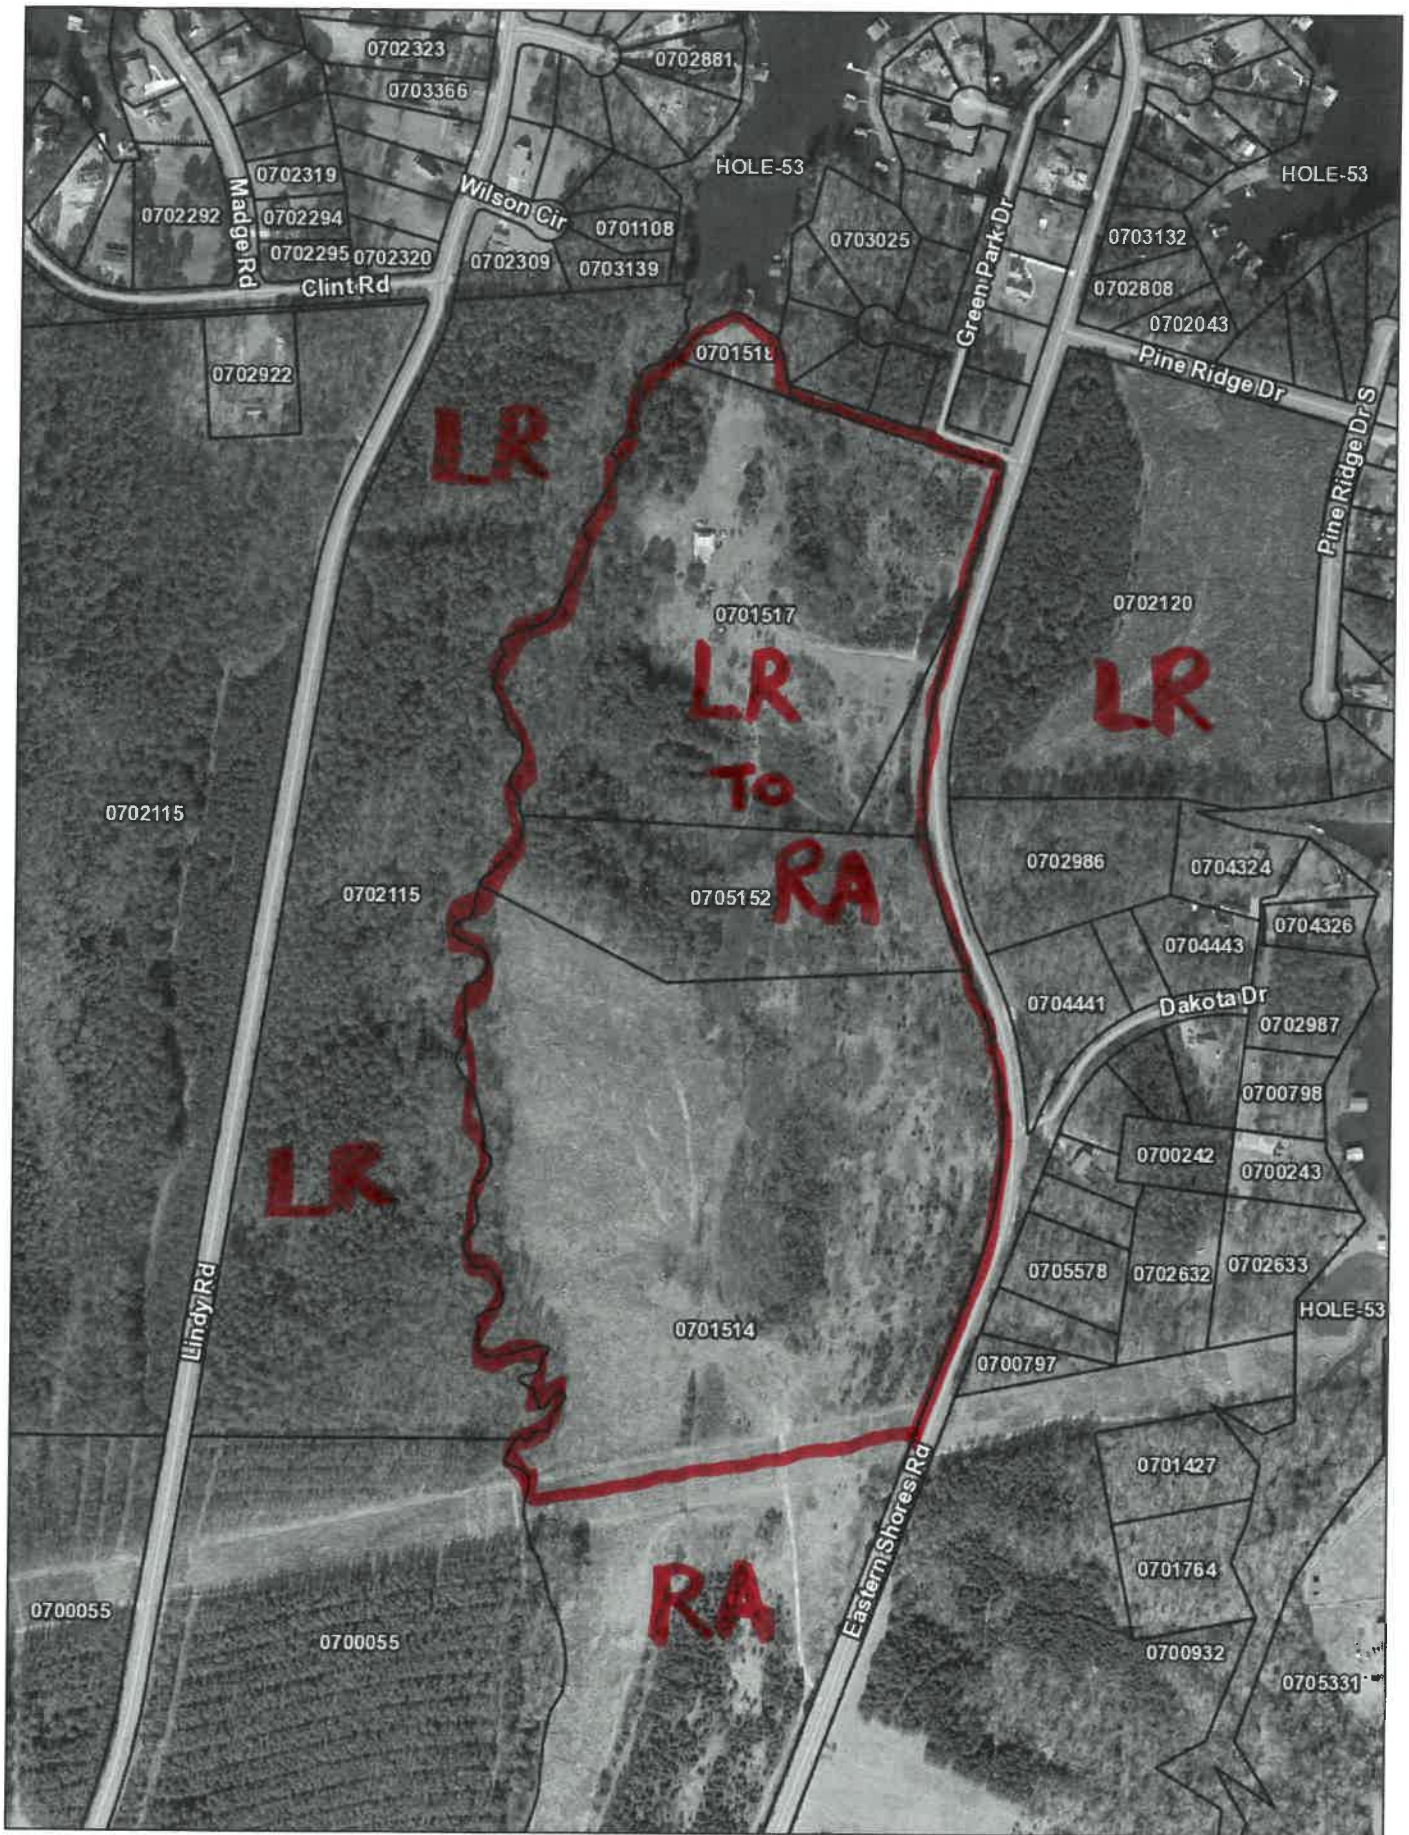 0702323
0702881
0703366
HOLE-53
HOLE-53
0702319
Madge Rd
Wilson Cir
0702292
0702294
0701108
0703025
Green Park Dr
0703132
0702295
0702320
0702309
0703139
Clint Rd
0702808
0702043
0701518
Pine Ridge Dr
0702922
LR
Pine Ridge Dr S
0701517
0702120
LR
TO
RA
LR
0702115
0702115
0705152
0702986
0704324
0704326
0704443
0704441
Dakota Dr
0702987
0700798
0700242
0700243
LR
0705578
0702632
0702633
Lindy Rd
HOLE-53
0701514
0700797
0701427
Eastern Shores Rd
0701764
RA
0700055
0700055
0700932
0705331